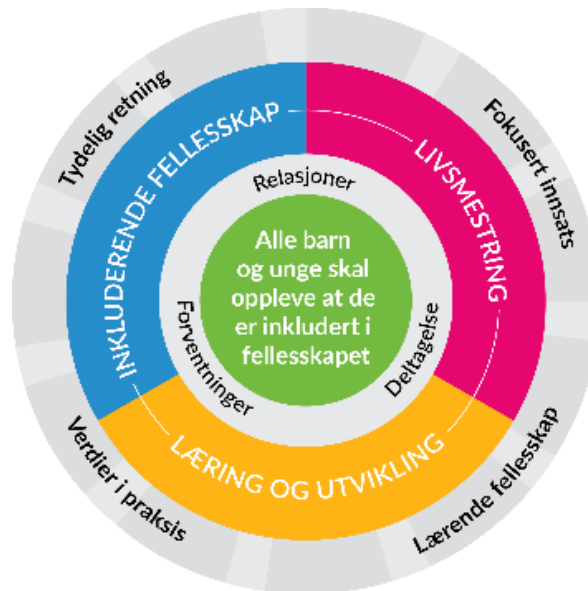 Tydelig retning
Fokusert innsats
INKLUDERENDE FELLESSKAP
LIVSMESTRING
Relasjoner
Alle barn
og unge skal
oppleve at de
er inkludert i
fellesskapet
Forventninger
Deltagelse
LÆRING OG UTVIKLING
Verdier i praksis
Lærende fellesskap